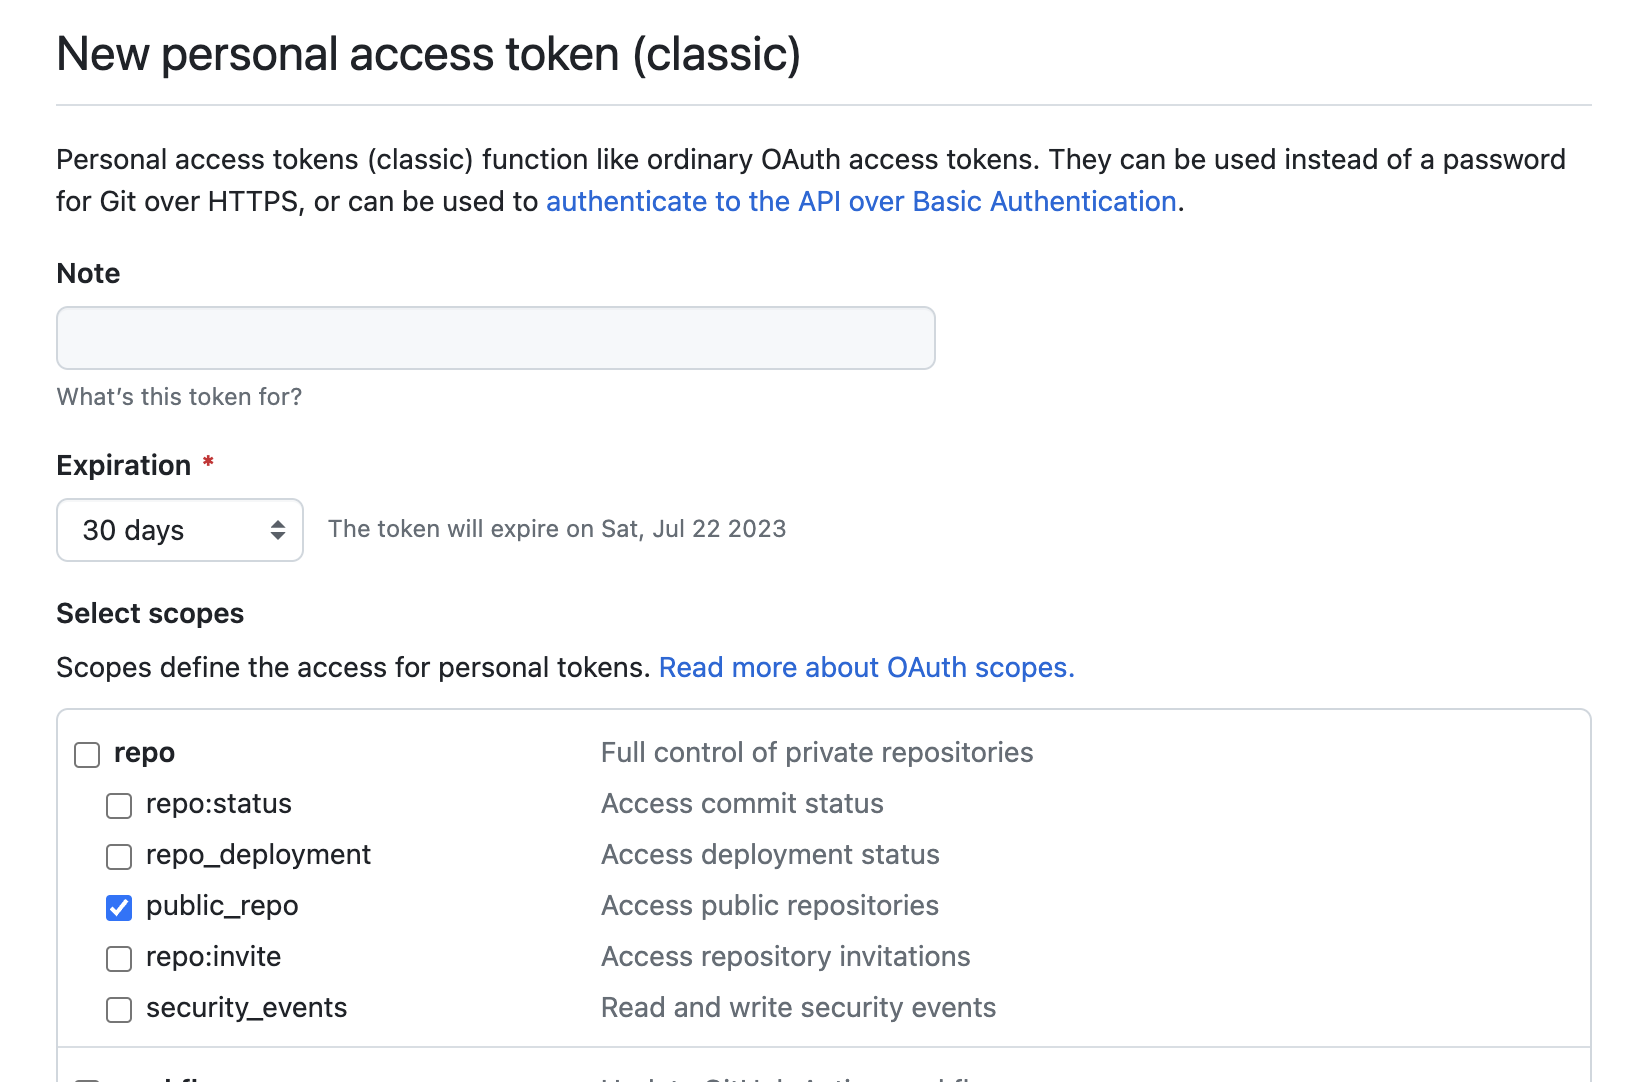 New personal access token (classic)
Personal access tokens (classic) function like ordinary OAuth access tokens. They can be used instead of a password
for Git over HTTPS, or can be used to authenticate to the API over Basic Authentication.
Note
What's this token for?
Expiration *
30 days
The token will expire on Sat, Jul 22 2023
Select scopes
Scopes define the access for personal tokens. Read more about OAuth scopes.
repo Full control of private repositories
repo:status Access commit status
repo_deployment Access deployment status
public_repo Access public repositories
repo:invite Access repository invitations
security_events Read and write security events